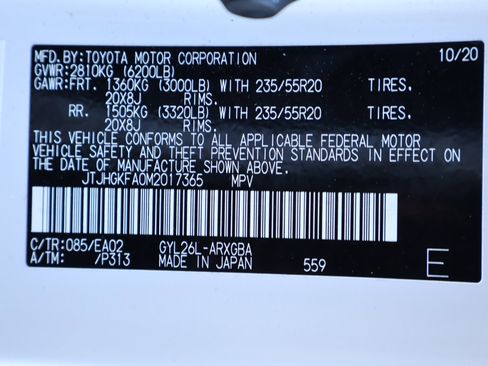 MFD.BY:TOYOTA MOTOR CORPORATION 10/20
GVWR:2810KG (6200LB)
GAWR:FRT. 1360KG (3000LB) WITH 235/55R20 TIRES,
20X8J RIMS.
RR. 1505KG (3320LB) WITH 235/55R20 TIRES,
20X8J RIMS.
THIS VEHICLE CONFORMS TO ALL APPLICABLE FEDERAL MOTOR
VEHICLE SAFETY AND THEFT PREVENTION STANDARDS IN EFFECT ON
THE DATE OF MANUFACTURE SHOWN ABOVE.
JTJHGKFA0M2017365 MPV
C/TR:085/EA02 GYL26L-ARXGBA
A/TM: /P313 MADE IN JAPAN 559 E